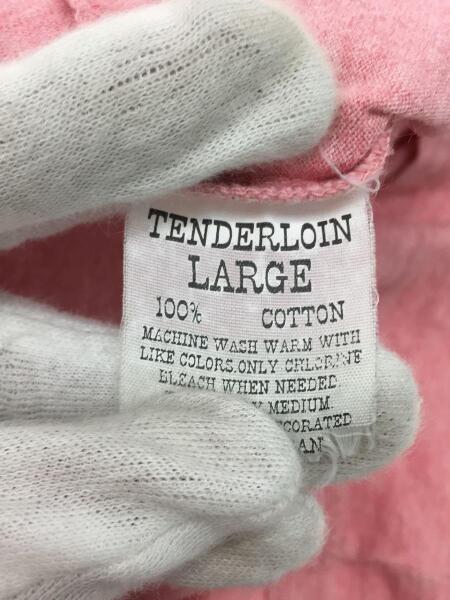 TENDERLOIN
LARGE
100% COTTON
MACHINE WASH WARM WITH
LIKE COLORS.ONLY CHLORINE
BLEACH WHEN NEEDED
MEDIUM.